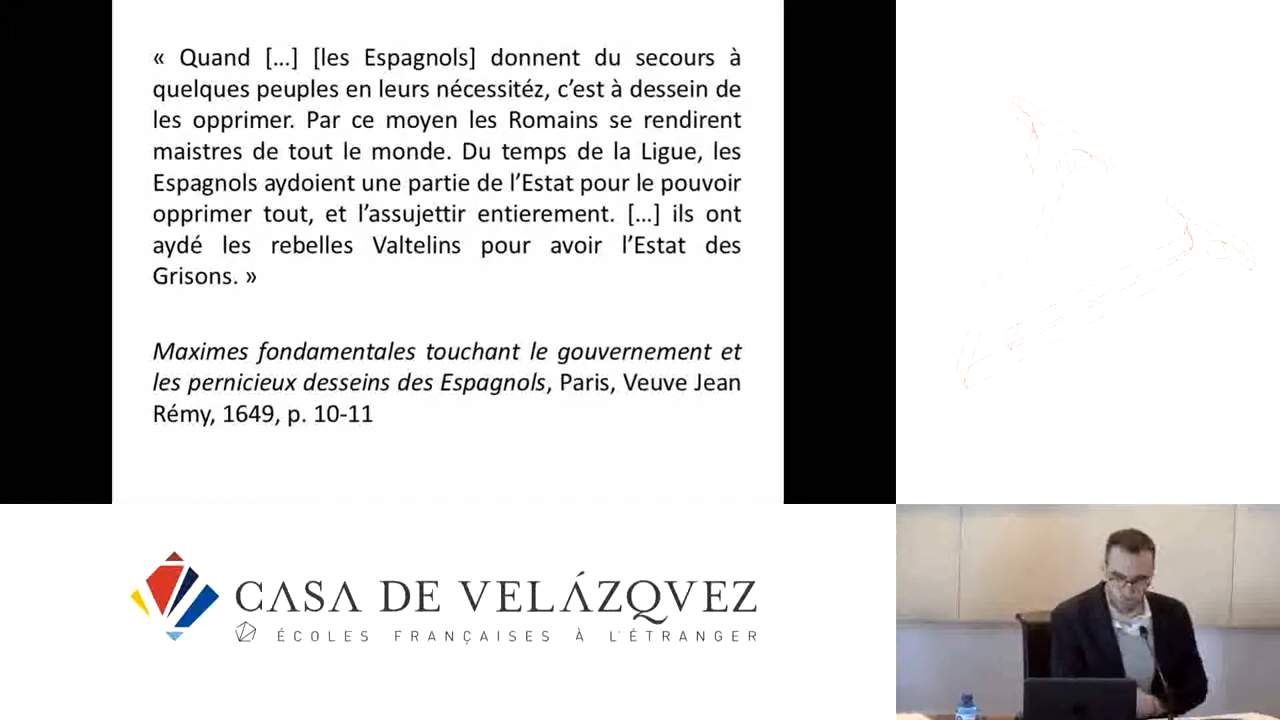 « Quand [...] [les Espagnols] donnent du secours à
quelques peuples en leurs nécessitéz, c'est à dessein de
les opprimer. Par ce moyen les Romains se rendirent
maistres de tout le monde. Du temps de la Ligue, les
Espagnols aydoient une partie de l'Estat pour le pouvoir
opprimer tout, et l'assujettir entierement. [...] ils ont
aydé les rebelles Valtelins pour avoir l'Estat des
Grisons. »
Maximes fondamentales touchant le gouvernement et
les pernicieux desseins des Espagnols, Paris, Veuve Jean
Rémy, 1649, p. 10-11
CASA DE VELÁZQVEZ
ÉCOLES FRANÇAISES À L'ÉTRANGER